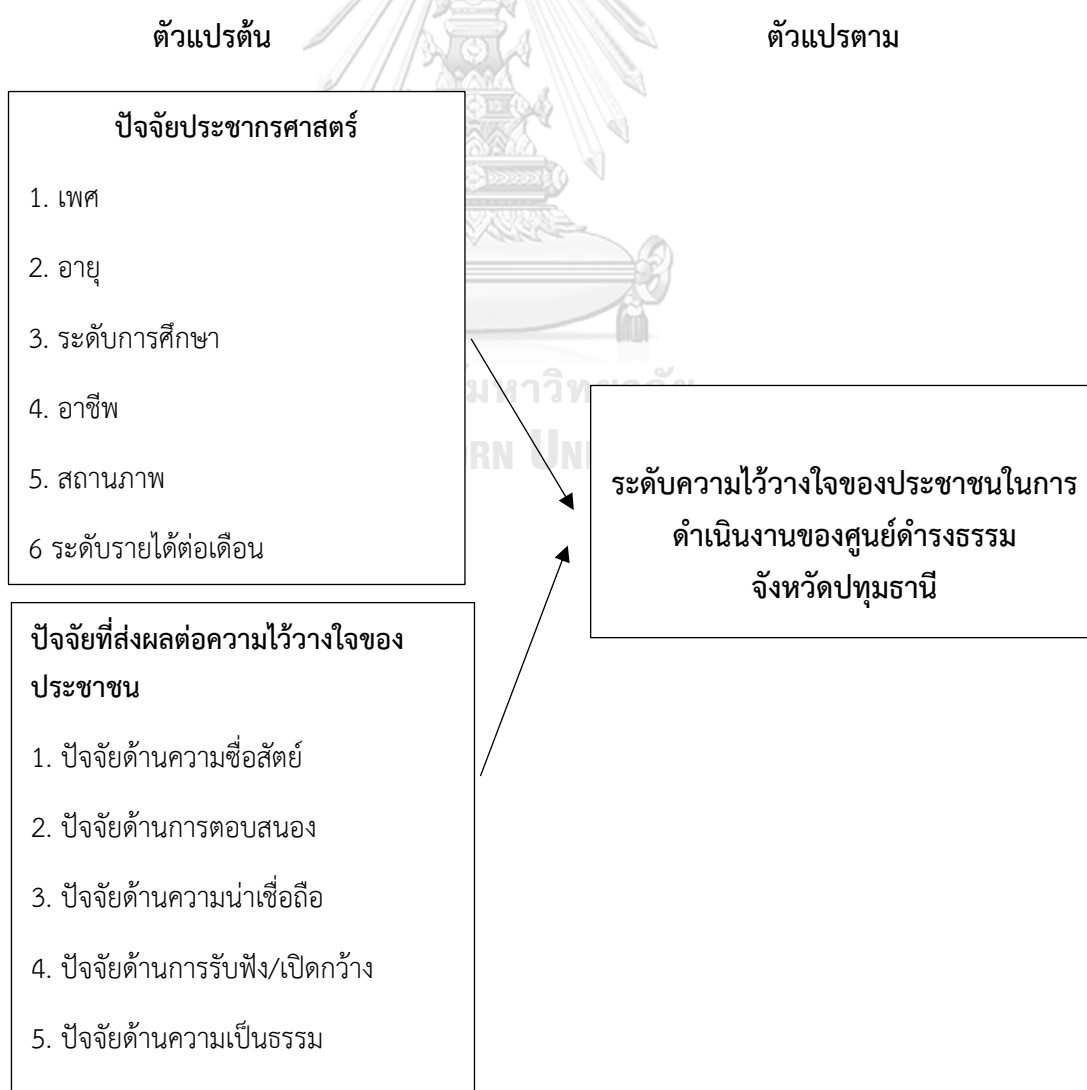 ตัวแปรต้น
ตัวแปรตาม
ปัจจัยประชากรศาสตร์
1. เพศ
2. อายุ
3. ระดับการศึกษา
4. อาชีพ
5. สถานภาพ
6 ระดับรายได้ต่อเดือน
ปัจจัยที่ส่งผลต่อความไว้วางใจของ
ประชาชน
1. ปัจจัยด้านความซื่อสัตย์
2. ปัจจัยด้านการตอบสนอง
3. ปัจจัยด้านความน่าเชื่อถือ
4. ปัจจัยด้านการรับฟัง/เปิดกว้าง
5. ปัจจัยด้านความเป็นธรรม
ระดับความไว้วางใจของประชาชนในการ
ดำเนินงานของศูนย์ดำรงธรรม
จังหวัดปทุมธานี